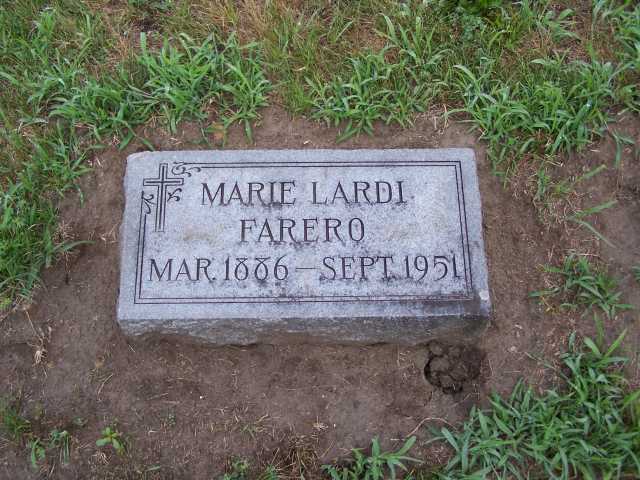 MARIE LARDI
FARERO
MAR. 1886 - SEPT. 1951